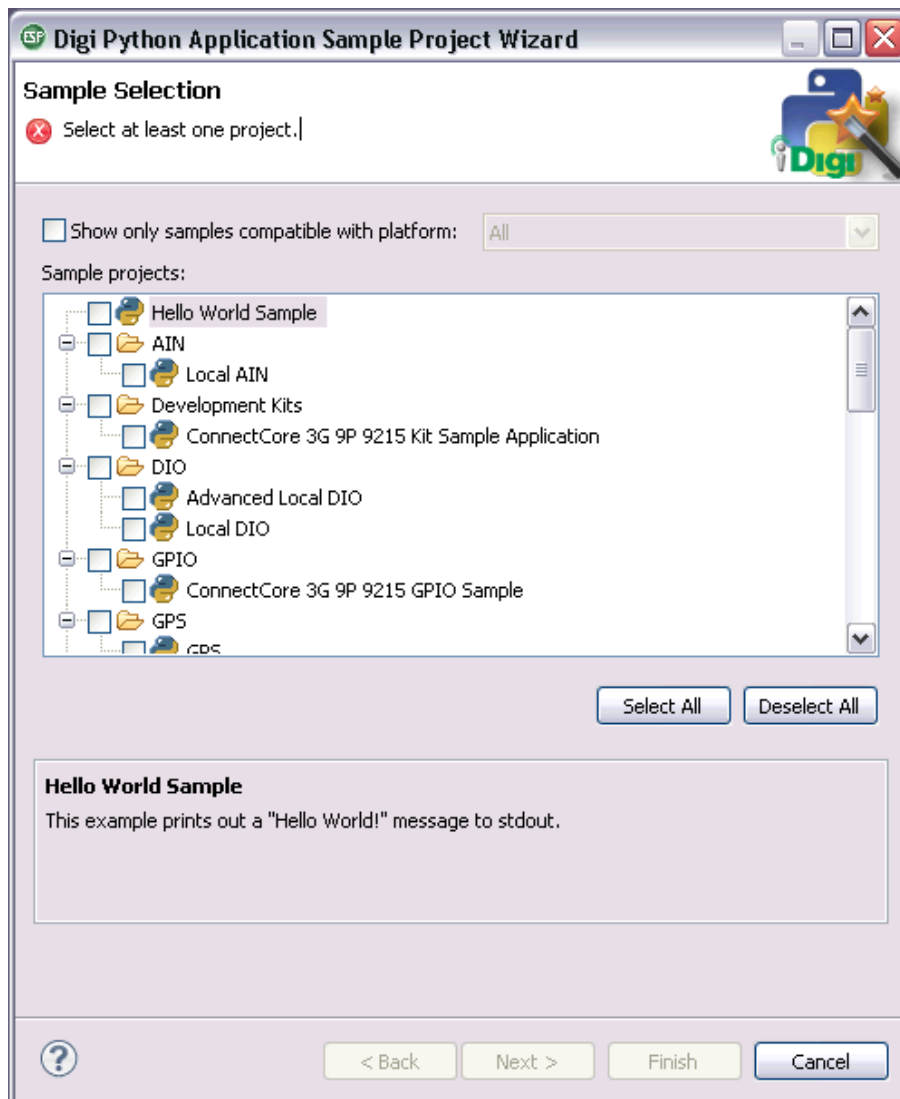 ESP Digi Python Application Sample Project Wizard
Sample Selection
Select at least one project.
iDigi
Show only samples compatible with platform: All
Sample projects:
Hello World Sample
AIN
Local AIN
Development Kits
ConnectCore 3G 9P 9215 Kit Sample Application
DIO
Advanced Local DIO
Local DIO
GPIO
ConnectCore 3G 9P 9215 GPIO Sample
GPS
GPS
Select All Deselect All
Hello World Sample
This example prints out a "Hello World!" message to stdout.
? < Back Next > Finish Cancel